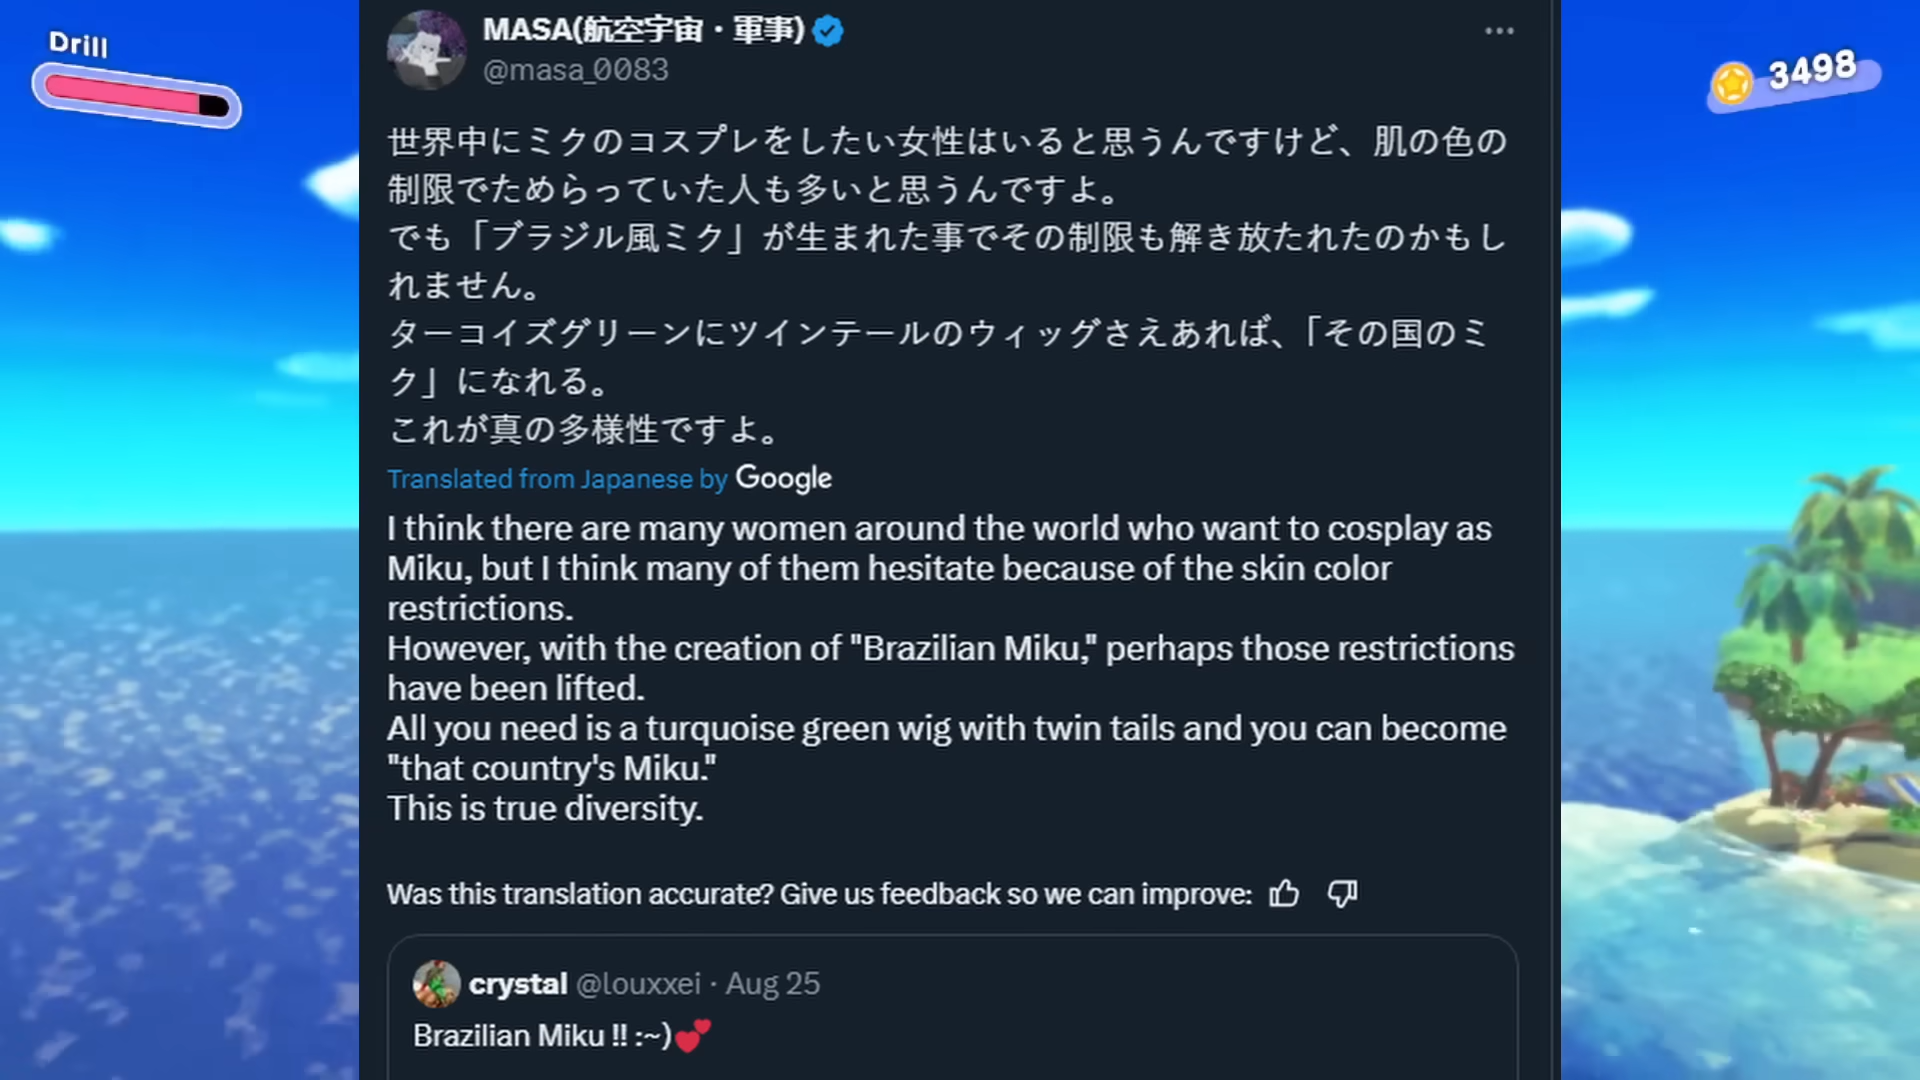 Drill
3498
MASA(航空宇宙・軍事)
@masa_0083
世界中にミクのコスプレをしたい女性はいると思うんですけど、肌の色の
制限でためらっていた人も多いと思うんですよ。
でも「ブラジル風ミク」が生まれた事でその制限も解き放たれたのかもし
れません。
ターコイズグリーンにツインテールのウィッグさえあれば、「その国のミ
ク」になれる。
これが真の多様性ですよ。
Translated from Japanese by Google
I think there are many women around the world who want to cosplay as
Miku, but I think many of them hesitate because of the skin color
restrictions.
However, with the creation of "Brazilian Miku," perhaps those restrictions
have been lifted.
All you need is a turquoise green wig with twin tails and you can become
"that country's Miku."
This is true diversity.
Was this translation accurate? Give us feedback so we can improve:
crystal @louxxei · Aug 25
Brazilian Miku !! :~)💕